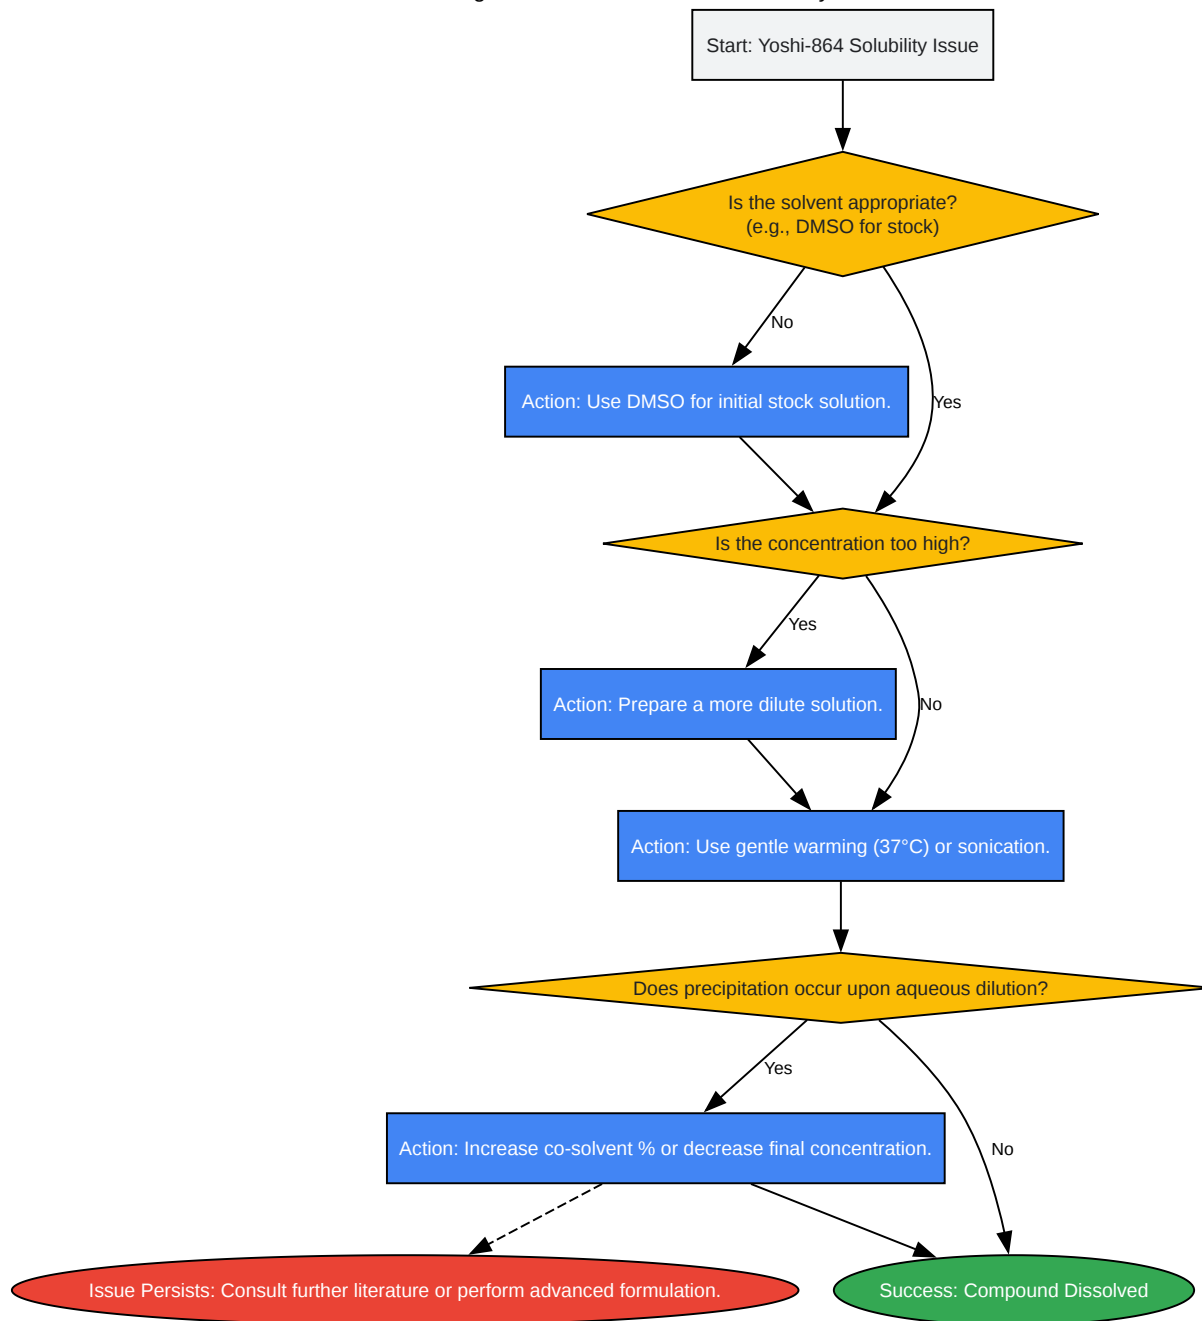 Start: Yoshi-864 Solubility Issue
Is the solvent appropriate?
(e.g., DMSO for stock)
No
Action: Use DMSO for initial stock solution.
Yes
Is the concentration too high?
Yes
Action: Prepare a more dilute solution.
No
Action: Use gentle warming (37°C) or sonication.
Does precipitation occur upon aqueous dilution?
Yes
Action: Increase co-solvent % or decrease final concentration.
No
Issue Persists: Consult further literature or perform advanced formulation.
Success: Compound Dissolved